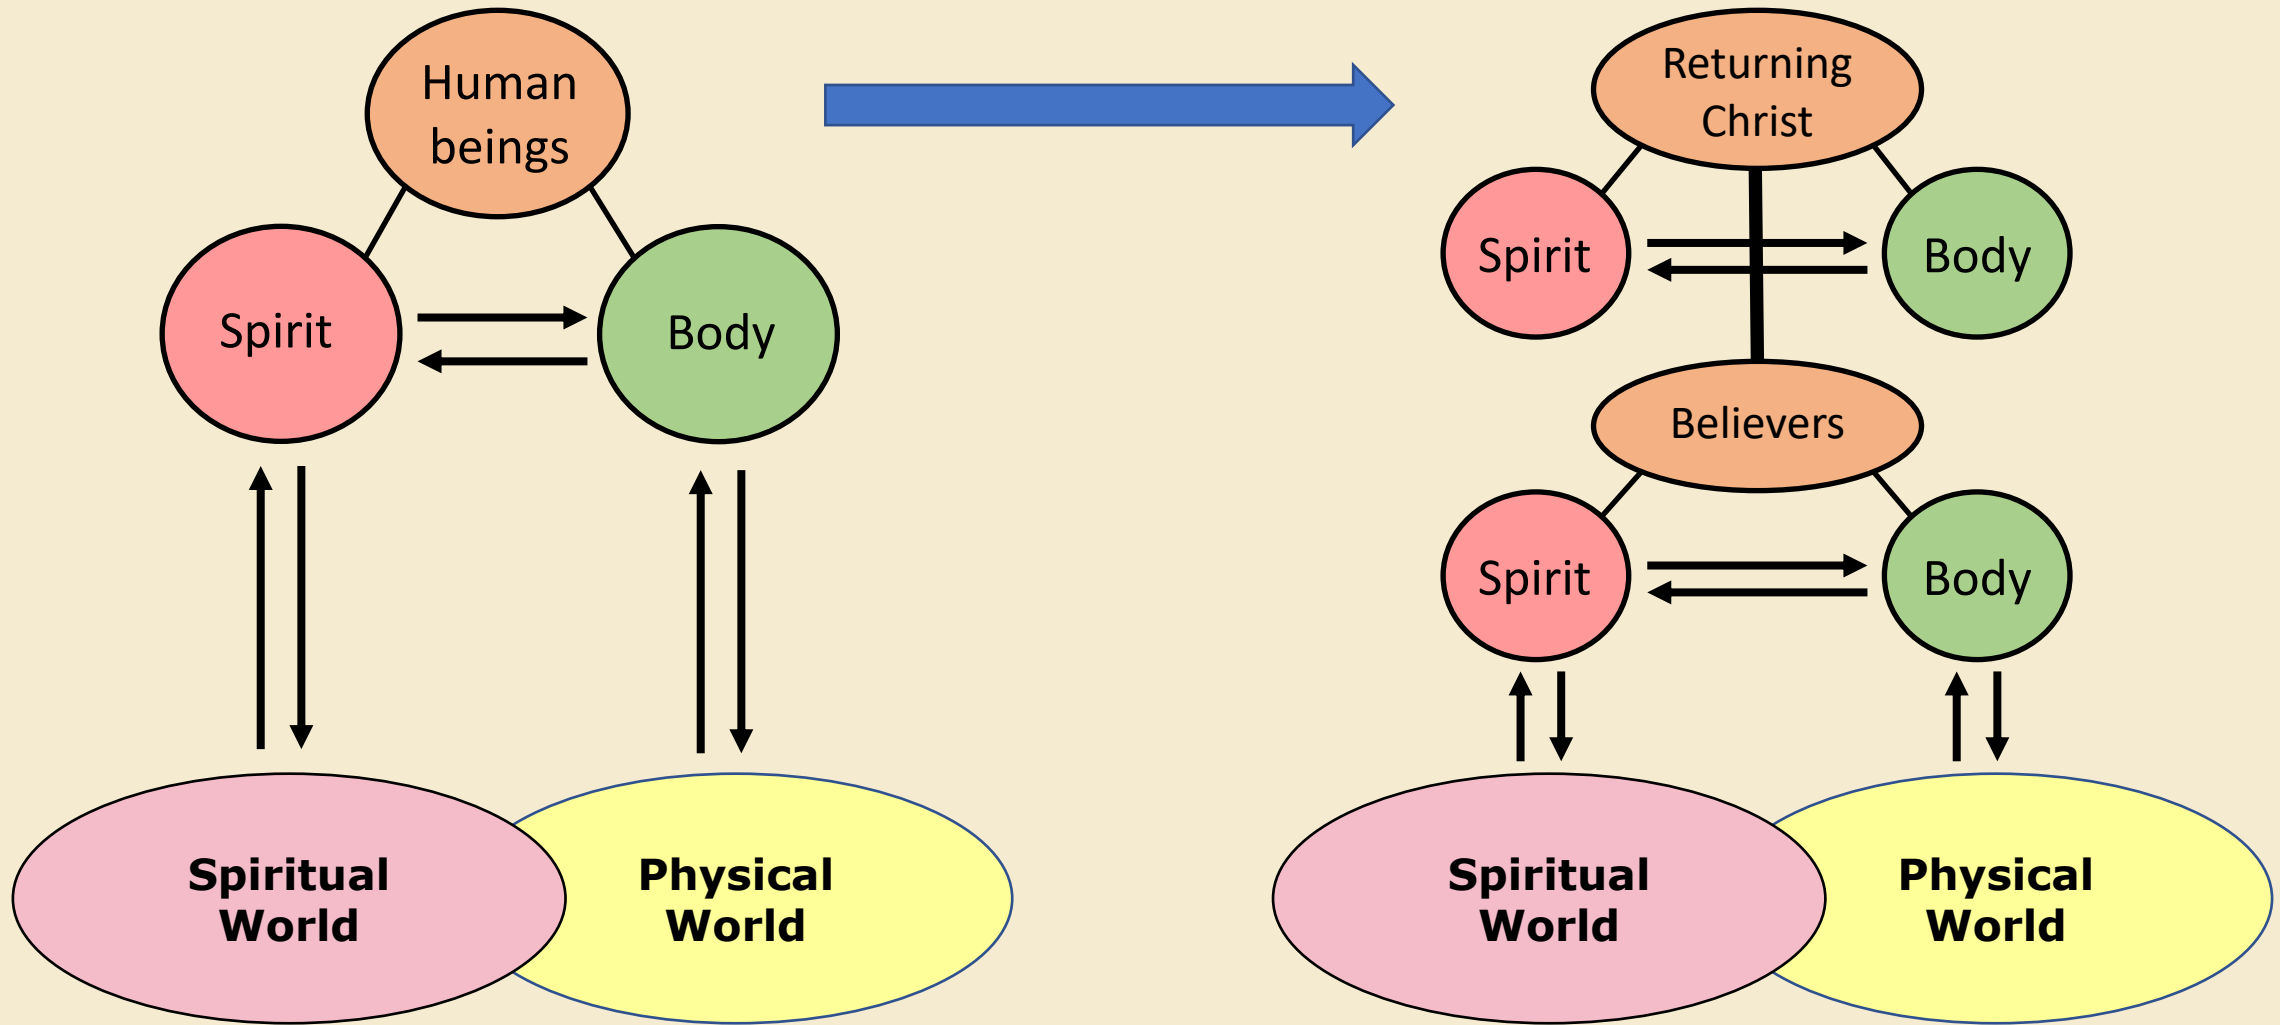 Human
beings
Spirit
Body
Spiritual
World
Physical
World
Returning
Christ
Spirit
Body
Believers
Spirit
Body
Spiritual
World
Physical
World